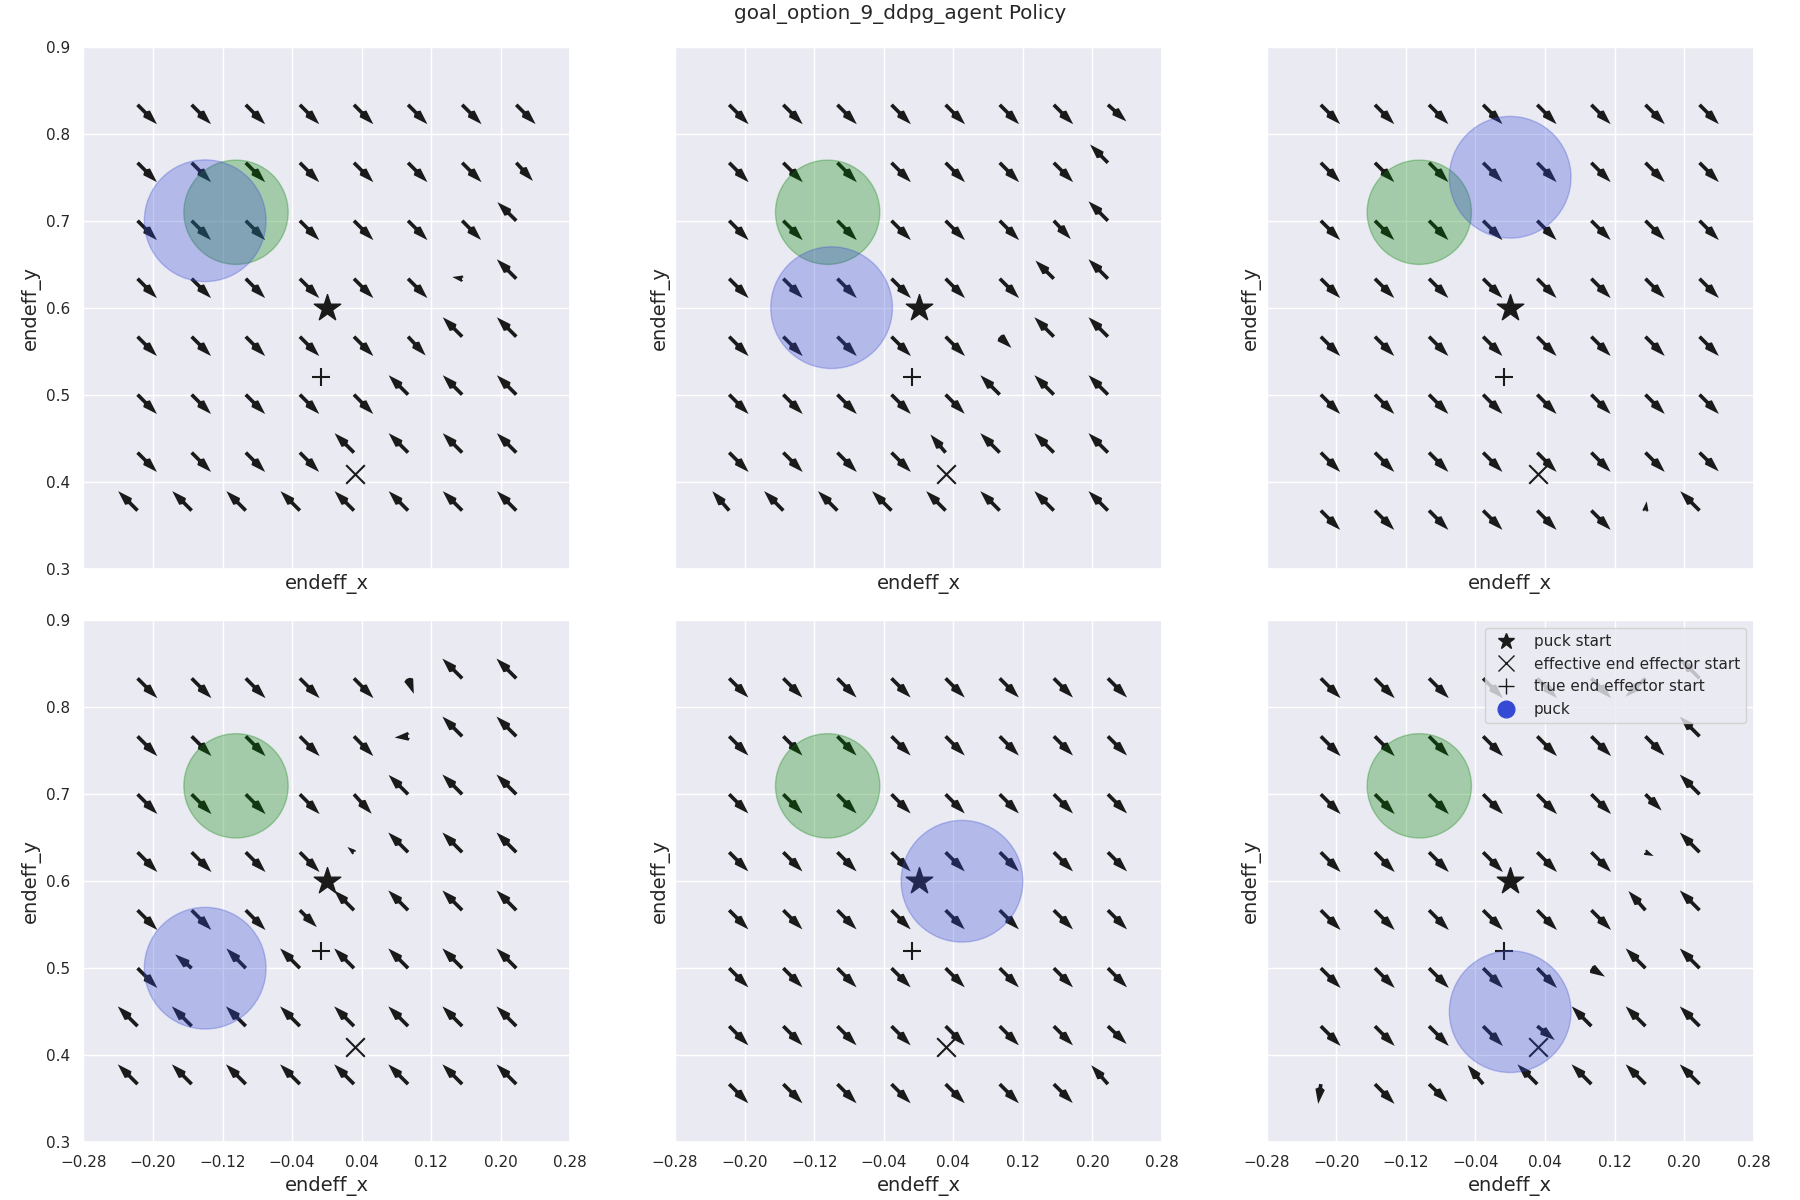 goal_option_9_ddpg_agent Policy
0.9
0.8
0.7
0.6
0.5
0.4
0.3
endeff_y
endeff_x
endeff_y
endeff_x
endeff_y
endeff_x
0.9
0.8
0.7
0.6
0.5
0.4
0.3
endeff_y
−0.28 −0.20 −0.12 −0.04 0.04 0.12 0.20 0.28
endeff_x
endeff_y
−0.28 −0.20 −0.12 −0.04 0.04 0.12 0.20 0.28
endeff_x
puck start
effective end effector start
true end effector start
puck
endeff_y
−0.28 −0.20 −0.12 −0.04 0.04 0.12 0.20 0.28
endeff_x